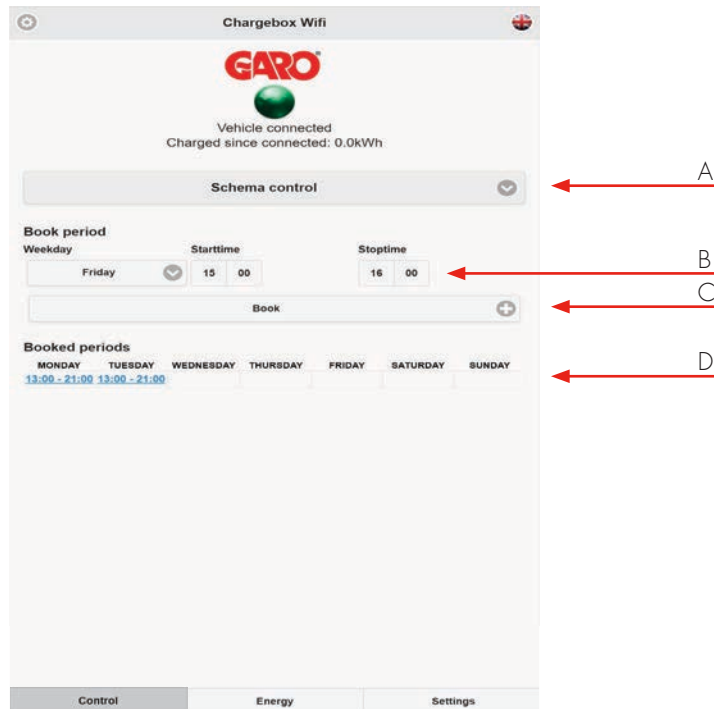 Chargebox Wifi
GARO
Vehicle connected
Charged since connected: 0.0kWh
Schema control
A
Book period
Weekday Starttime Stoptime
Friday 15 00 16 00
B
Book
C
Booked periods
MONDAY TUESDAY WEDNESDAY THURSDAY FRIDAY SATURDAY SUNDAY
13:00 - 21:00 13:00 - 21:00
D
Control Energy Settings